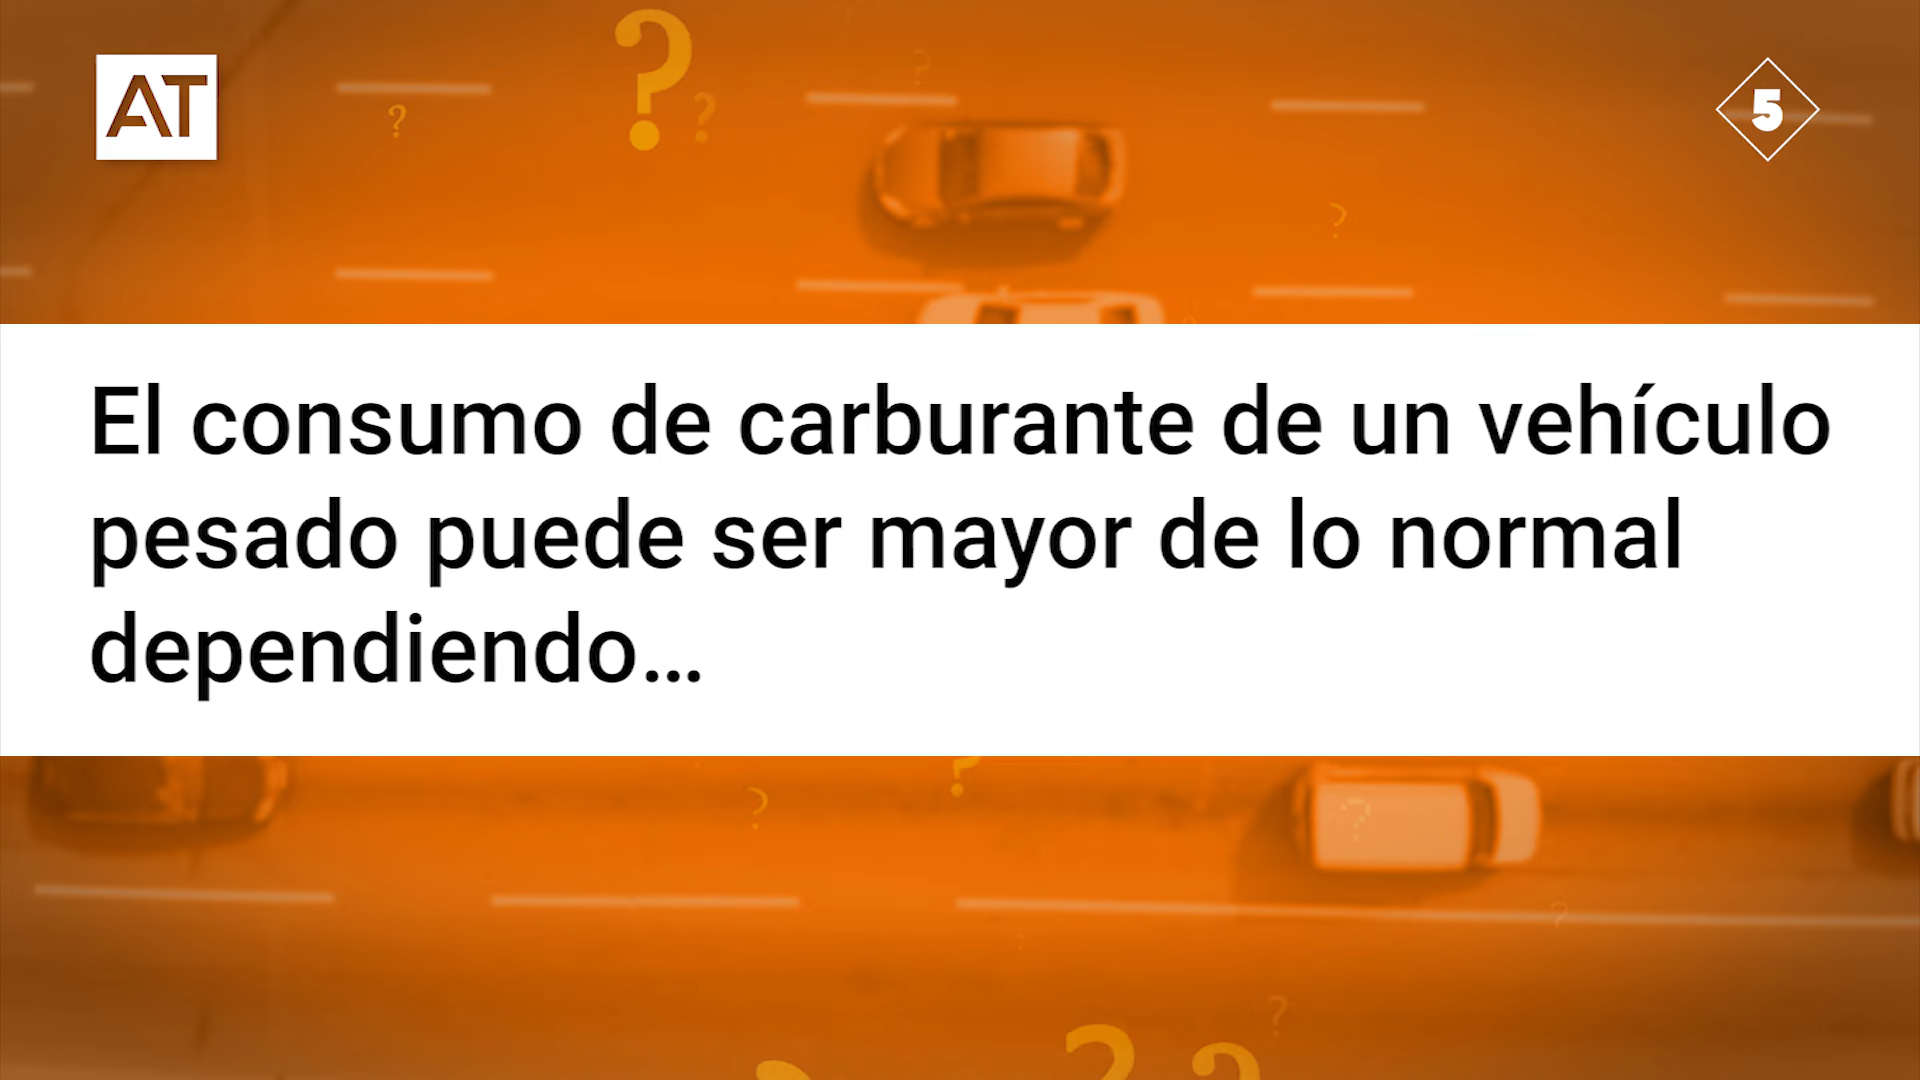 AT
5
El consumo de carburante de un vehículo
pesado puede ser mayor de lo normal
dependiendo...